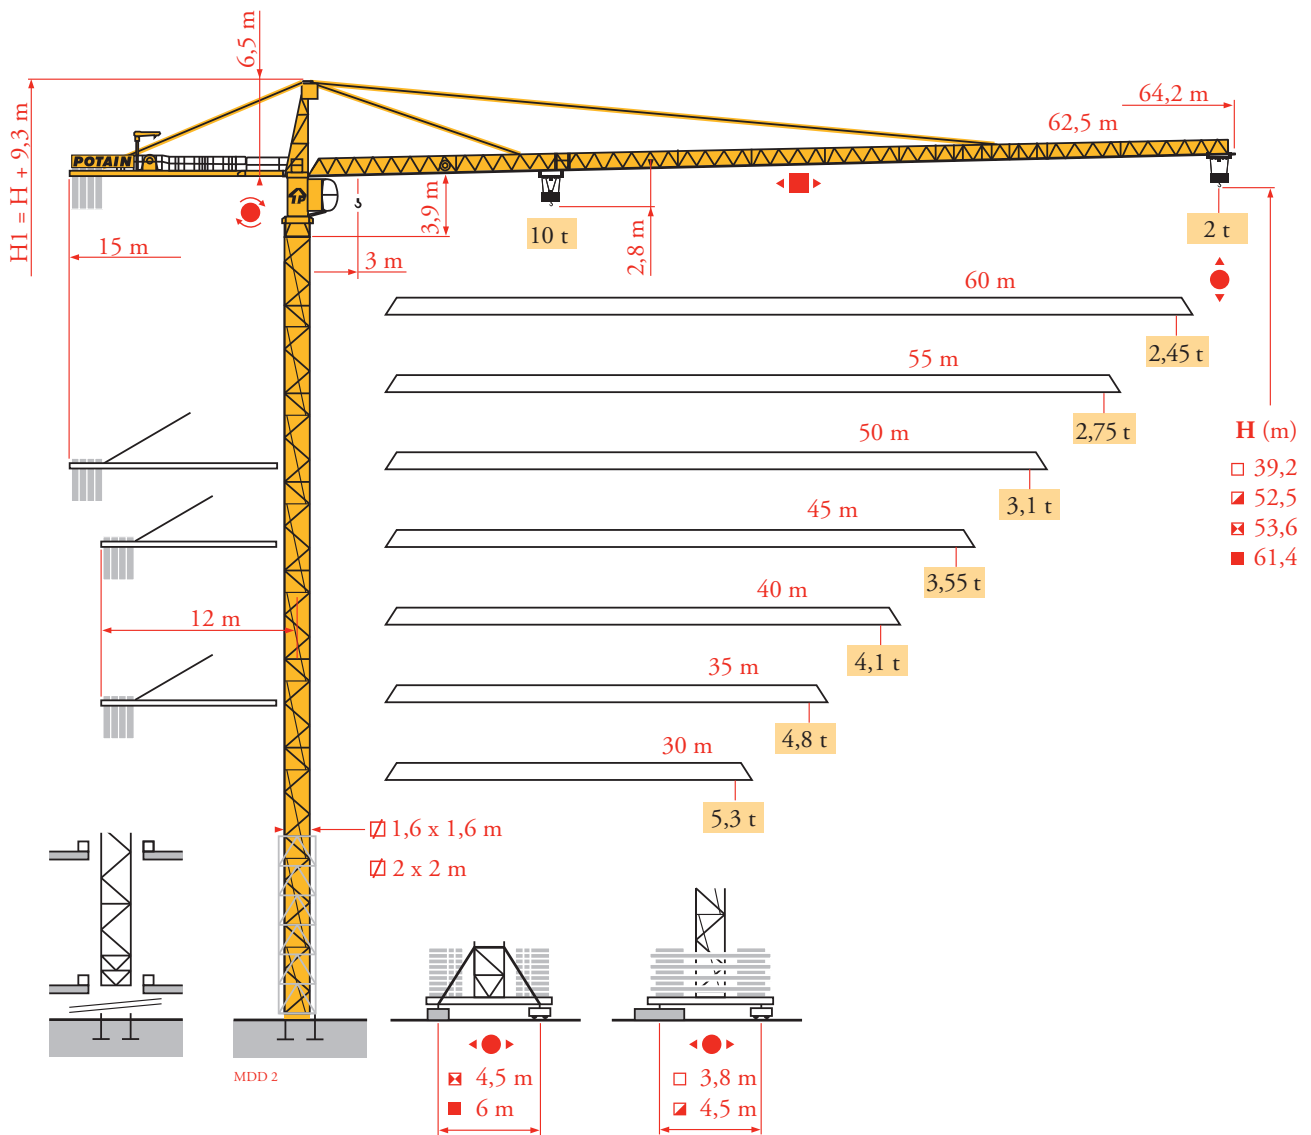 6,5 m
H1 = H + 9,3 m
64,2 m
62,5 m
POTAIN
P
15 m
3,9 m
3 m
10 t
2,8 m
2 t
60 m
2,45 t
55 m
2,75 t
50 m
3,1 t
H (m)
39,2
52,5
53,6
61,4
45 m
3,55 t
40 m
4,1 t
12 m
35 m
4,8 t
30 m
5,3 t
1,6 x 1,6 m
2 x 2 m
MDD 2
4,5 m
6 m
3,8 m
4,5 m